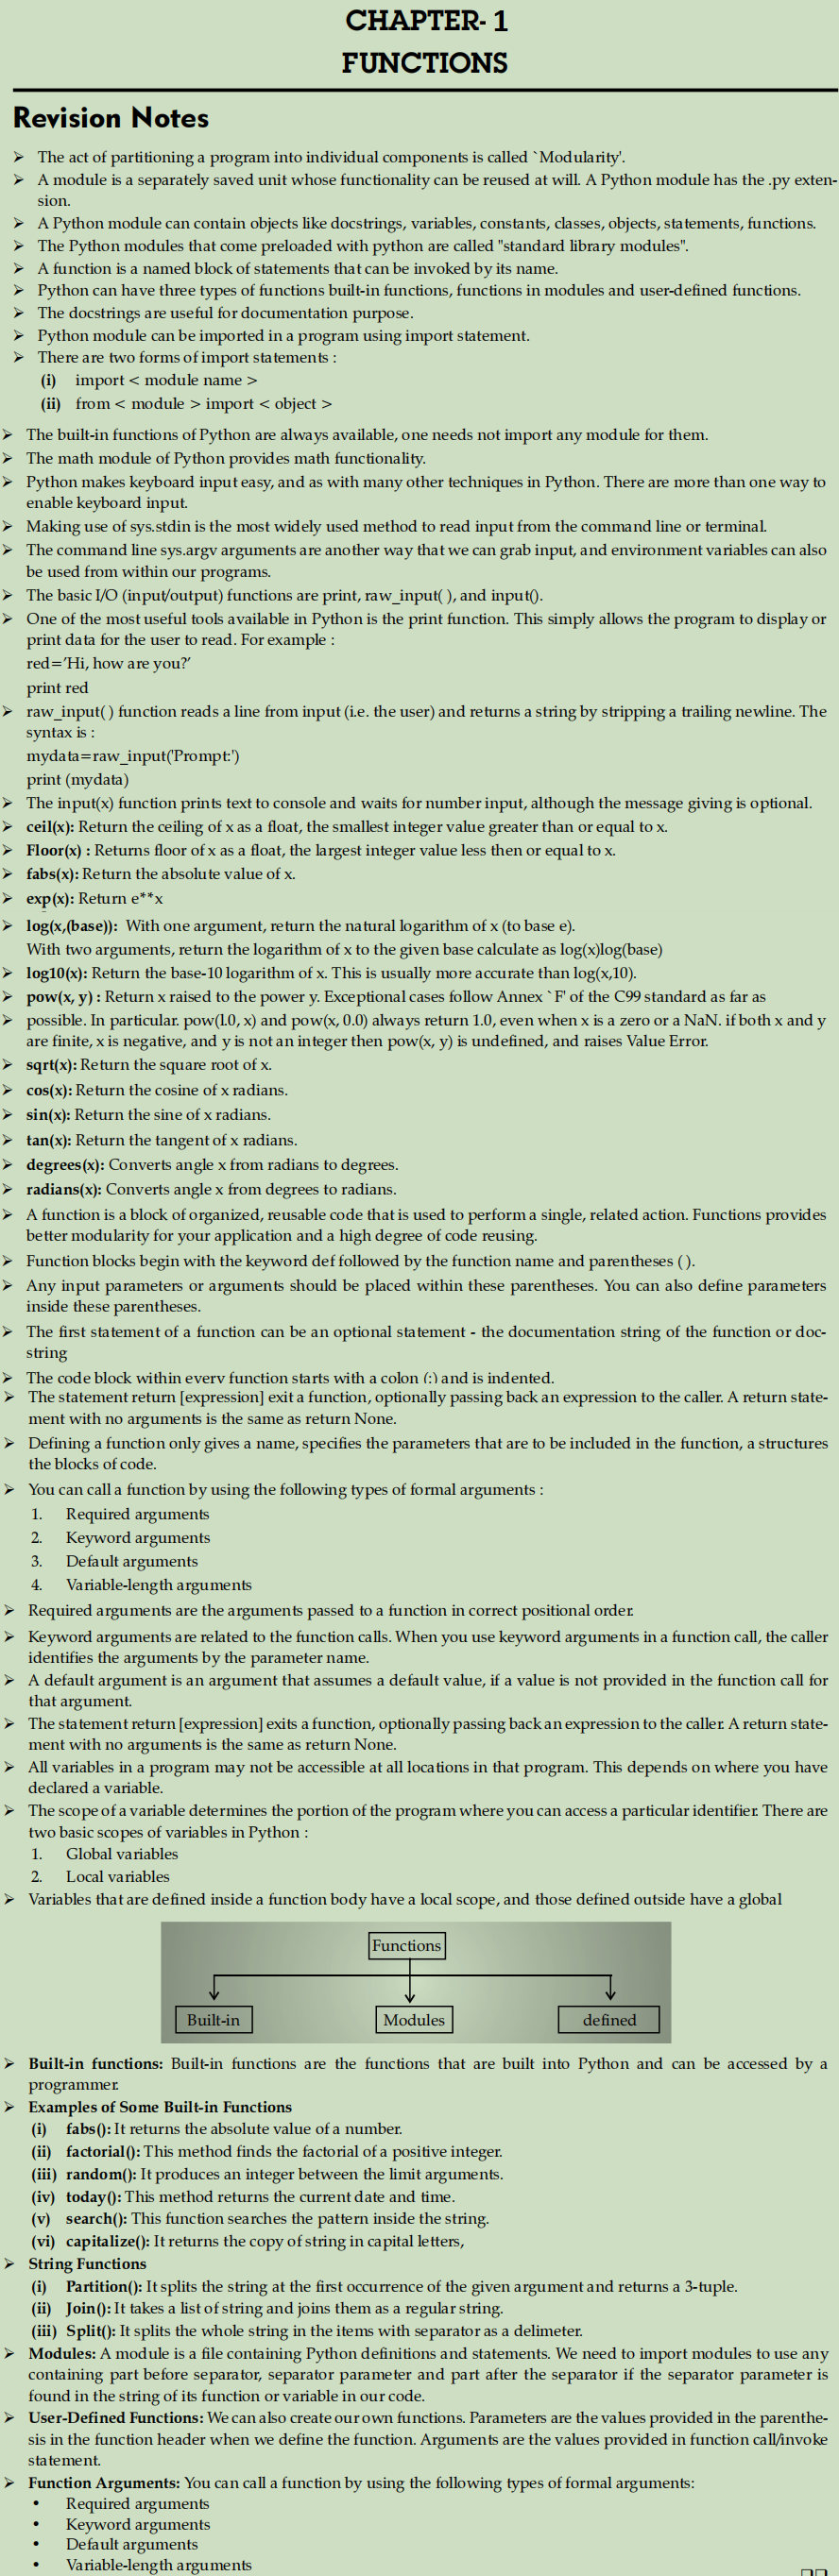 CHAPTER- 1
FUNCTIONS
Revision Notes
➢ The act of partitioning a program into individual components is called `Modularity'.
➢ A module is a separately saved unit whose functionality can be reused at will. A Python module has the .py exten-
sion.
➢ A Python module can contain objects like docstrings, variables, constants, classes, objects, statements, functions.
➢ The Python modules that come preloaded with python are called "standard library modules".
➢ A function is a named block of statements that can be invoked by its name.
➢ Python can have three types of functions built-in functions, functions in modules and user-defined functions.
➢ The docstrings are useful for documentation purpose.
➢ Python module can be imported in a program using import statement.
➢ There are two forms of import statements :
(i) import < module name >
(ii) from < module > import < object >
➢ The built-in functions of Python are always available, one needs not import any module for them.
➢ The math module of Python provides math functionality.
➢ Python makes keyboard input easy, and as with many other techniques in Python. There are more than one way to
enable keyboard input.
➢ Making use of sys.stdin is the most widely used method to read input from the command line or terminal.
➢ The command line sys.argv arguments are another way that we can grab input, and environment variables can also
be used from within our programs.
➢ The basic I/O (input/output) functions are print, raw_input( ), and input().
➢ One of the most useful tools available in Python is the print function. This simply allows the program to display or
print data for the user to read. For example :
red=’Hi, how are you?’
print red
➢ raw_input( ) function reads a line from input (i.e. the user) and returns a string by stripping a trailing newline. The
syntax is :
mydata=raw_input('Prompt:')
print (mydata)
➢ The input(x) function prints text to console and waits for number input, although the message giving is optional.
➢ ceil(x): Return the ceiling of x as a float, the smallest integer value greater than or equal to x.
➢ Floor(x) : Returns floor of x as a float, the largest integer value less then or equal to x.
➢ fabs(x): Return the absolute value of x.
➢ exp(x): Return e**x
➢ log(x,(base)): With one argument, return the natural logarithm of x (to base e).
With two arguments, return the logarithm of x to the given base calculate as log(x)log(base)
➢ log10(x): Return the base-10 logarithm of x. This is usually more accurate than log(x,10).
➢ pow(x, y) : Return x raised to the power y. Exceptional cases follow Annex `F' of the C99 standard as far as
➢ possible. In particular. pow(l.0, x) and pow(x, 0.0) always return 1.0, even when x is a zero or a NaN. if both x and y
are finite, x is negative, and y is not an integer then pow(x, y) is undefined, and raises Value Error.
➢ sqrt(x): Return the square root of x.
➢ cos(x): Return the cosine of x radians.
➢ sin(x): Return the sine of x radians.
➢ tan(x): Return the tangent of x radians.
➢ degrees(x): Converts angle x from radians to degrees.
➢ radians(x): Converts angle x from degrees to radians.
➢ A function is a block of organized, reusable code that is used to perform a single, related action. Functions provides
better modularity for your application and a high degree of code reusing.
➢ Function blocks begin with the keyword def followed by the function name and parentheses ( ).
➢ Any input parameters or arguments should be placed within these parentheses. You can also define parameters
inside these parentheses.
➢ The first statement of a function can be an optional statement - the documentation string of the function or doc-
string
➢ The code block within every function starts with a colon (:) and is indented.
➢ The statement return [expression] exit a function, optionally passing back an expression to the caller. A return state-
ment with no arguments is the same as return None.
➢ Defining a function only gives a name, specifies the parameters that are to be included in the function, a structures
the blocks of code.
➢ You can call a function by using the following types of formal arguments :
1. Required arguments
2. Keyword arguments
3. Default arguments
4. Variable-length arguments
➢ Required arguments are the arguments passed to a function in correct positional order.
➢ Keyword arguments are related to the function calls. When you use keyword arguments in a function call, the caller
identifies the arguments by the parameter name.
➢ A default argument is an argument that assumes a default value, if a value is not provided in the function call for
that argument.
➢ The statement return [expression] exits a function, optionally passing back an expression to the caller. A return state-
ment with no arguments is the same as return None.
➢ All variables in a program may not be accessible at all locations in that program. This depends on where you have
declared a variable.
➢ The scope of a variable determines the portion of the program where you can access a particular identifier. There are
two basic scopes of variables in Python :
1. Global variables
2. Local variables
➢ Variables that are defined inside a function body have a local scope, and those defined outside have a global
Functions
Built-in Modules defined
➢ Built-in functions: Built-in functions are the functions that are built into Python and can be accessed by a
programmer.
➢ Examples of Some Built-in Functions
(i) fabs(): It returns the absolute value of a number.
(ii) factorial(): This method finds the factorial of a positive integer.
(iii) random(): It produces an integer between the limit arguments.
(iv) today(): This method returns the current date and time.
(v) search(): This function searches the pattern inside the string.
(vi) capitalize(): It returns the copy of string in capital letters,
➢ String Functions
(i) Partition(): It splits the string at the first occurrence of the given argument and returns a 3-tuple.
(ii) Join(): It takes a list of string and joins them as a regular string.
(iii) Split(): It splits the whole string in the items with separator as a delimeter.
➢ Modules: A module is a file containing Python definitions and statements. We need to import modules to use any
containing part before separator, separator parameter and part after the separator if the separator parameter is
found in the string of its function or variable in our code.
➢ User-Defined Functions: We can also create our own functions. Parameters are the values provided in the parenthe-
sis in the function header when we define the function. Arguments are the values provided in function call/invoke
statement.
➢ Function Arguments: You can call a function by using the following types of formal arguments:
• Required arguments
• Keyword arguments
• Default arguments
• Variable-length arguments